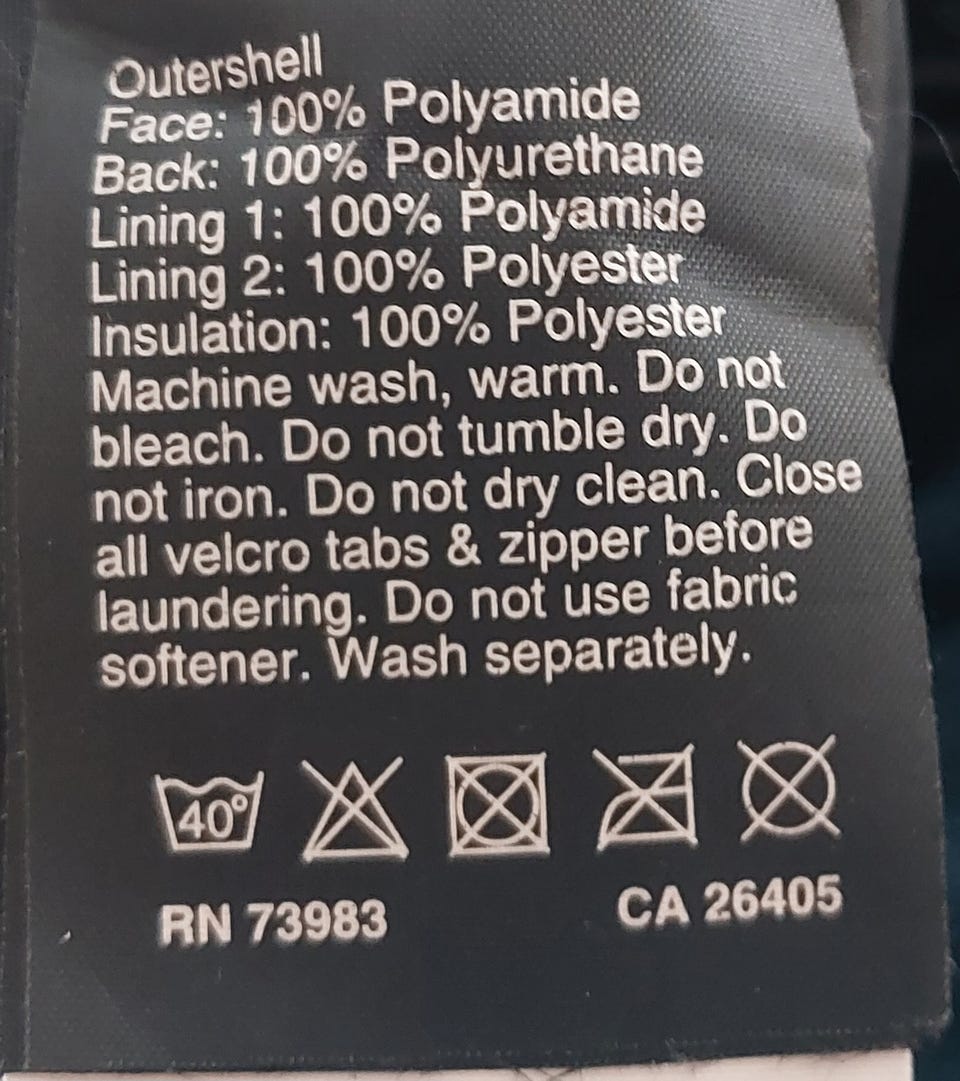 Outershell
Face: 100% Polyamide
Back: 100% Polyurethane
Lining 1: 100% Polyamide
Lining 2: 100% Polyester
Insulation: 100% Polyester
Machine wash, warm. Do not
bleach. Do not tumble dry. Do
not iron. Do not dry clean. Close
all velcro tabs & zipper before
laundering. Do not use fabric
softener. Wash separately.
40°
RN 73983 CA 26405